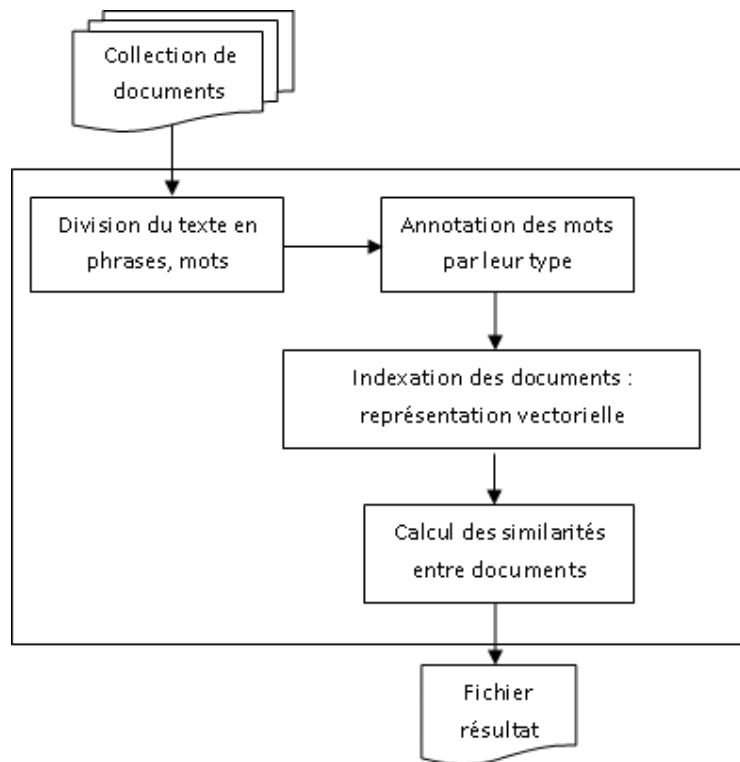 Collection de
documents
Division du texte en
phrases, mots
Annotation des mots
par leur type
Indexation des documents :
représentation vectorielle
Calcul des similarités
entre documents
Fichier
résultat